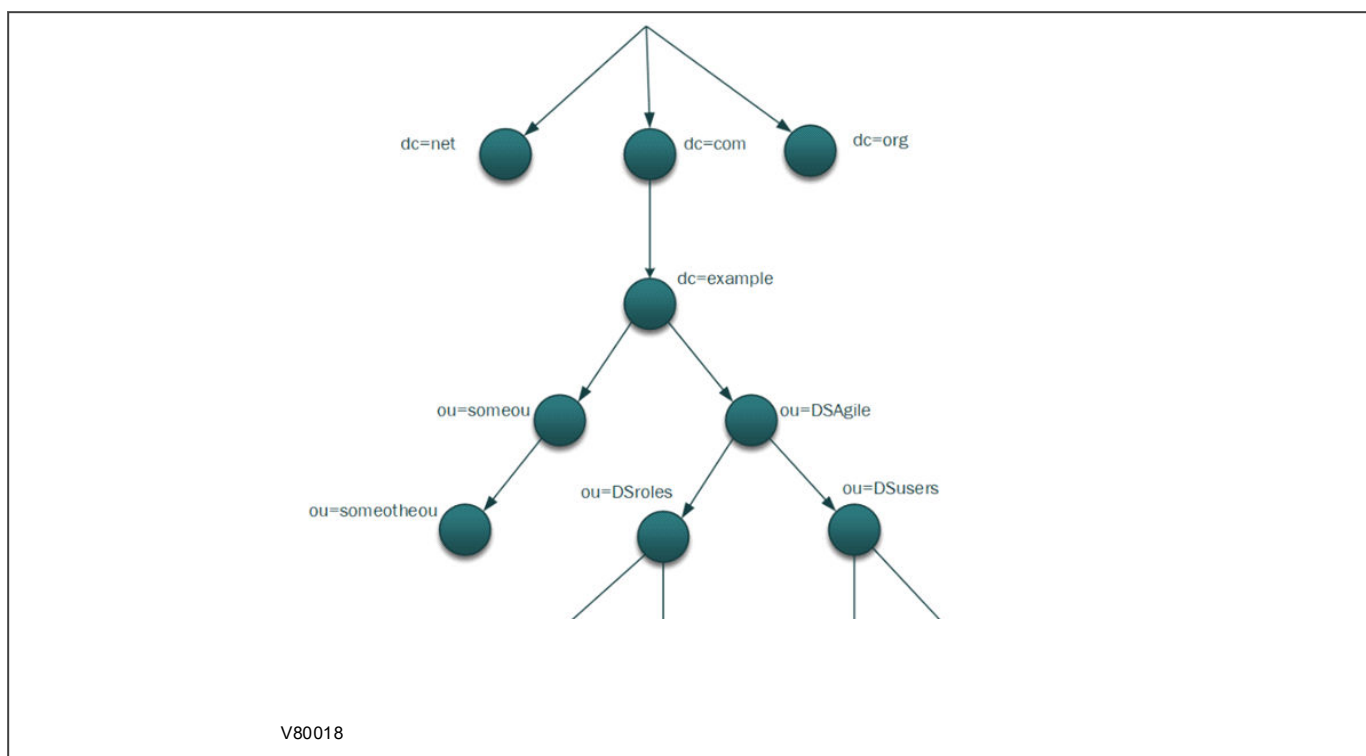 dc=net
dc=com
dc=org
dc=example
ou=someou
ou=DSAgile
ou=DSroles
ou=DSusers
ou=someotheou
V80018